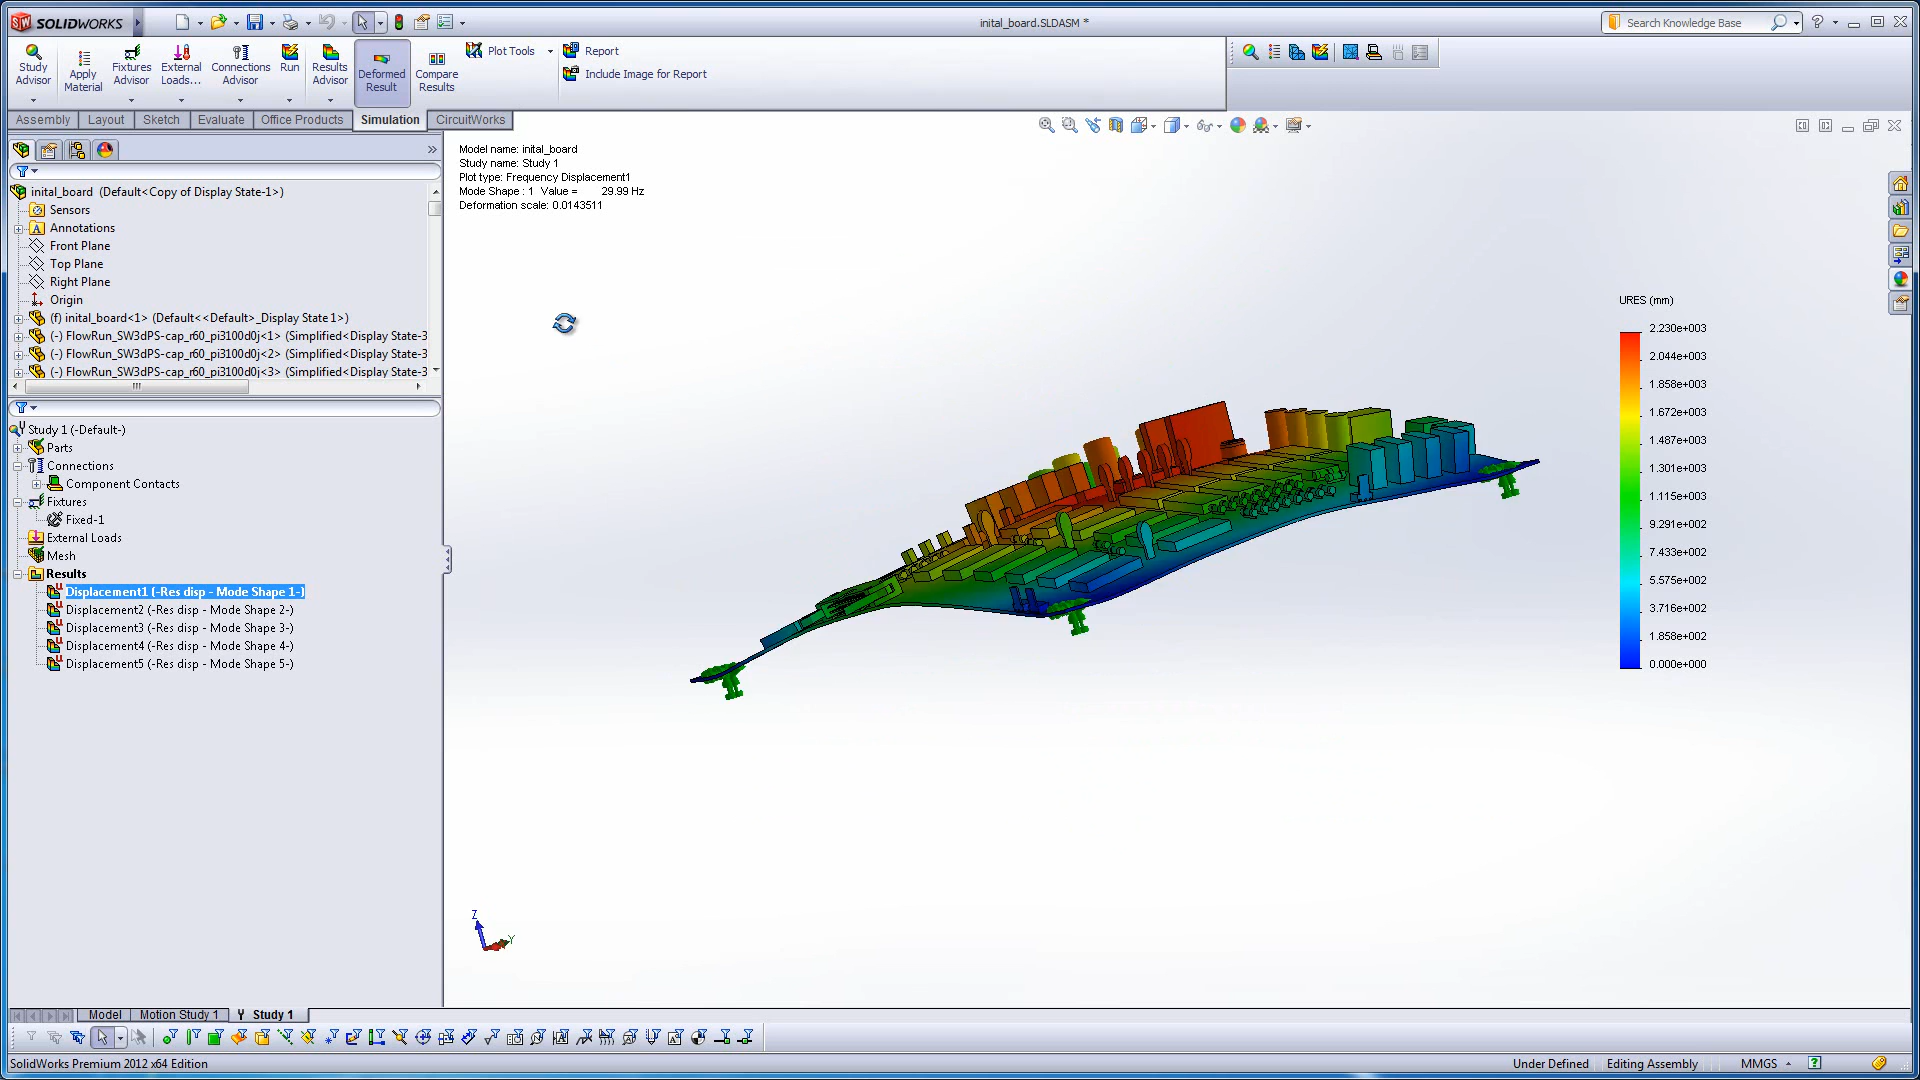 SOLIDWORKS
inital_board.SLDASM *
Search Knowledge Base
Study Advisor
Apply Material
Fixtures Advisor
External Loads...
Connections Advisor
Run
Results Advisor
Deformed Result
Compare Results
Plot Tools
Report
Include Image for Report
Assembly
Layout
Sketch
Evaluate
Office Products
Simulation
CircuitWorks
inital_board (Default<Copy of Display State-1>)
Sensors
Annotations
Front Plane
Top Plane
Right Plane
Origin
(f) inital_board<1> (Default<<Default>_Display State 1>)
(-) FlowRun_SW3dPS-cap_r60_pi3100d0j<1> (Simplified<Display State-3
(-) FlowRun_SW3dPS-cap_r60_pi3100d0j<2> (Simplified<Display State-3
(-) FlowRun_SW3dPS-cap_r60_pi3100d0j<3> (Simplified<Display State-3
Study 1 (-Default-)
Parts
Connections
Component Contacts
Fixtures
Fixed-1
External Loads
Mesh
Results
Displacement1 (-Res disp - Mode Shape 1-)
Displacement2 (-Res disp - Mode Shape 2-)
Displacement3 (-Res disp - Mode Shape 3-)
Displacement4 (-Res disp - Mode Shape 4-)
Displacement5 (-Res disp - Mode Shape 5-)
Model name: inital_board
Study name: Study 1
Plot type: Frequency Displacement1
Mode Shape : 1 Value = 29.99 Hz
Deformation scale: 0.0143511
URES (mm)
2.230e+003
2.044e+003
1.858e+003
1.672e+003
1.487e+003
1.301e+003
1.115e+003
9.291e+002
7.433e+002
5.575e+002
3.716e+002
1.858e+002
0.000e+000
Z
Y
Model
Motion Study 1
Study 1
SolidWorks Premium 2012 x64 Edition
Under Defined
Editing Assembly
MMGS